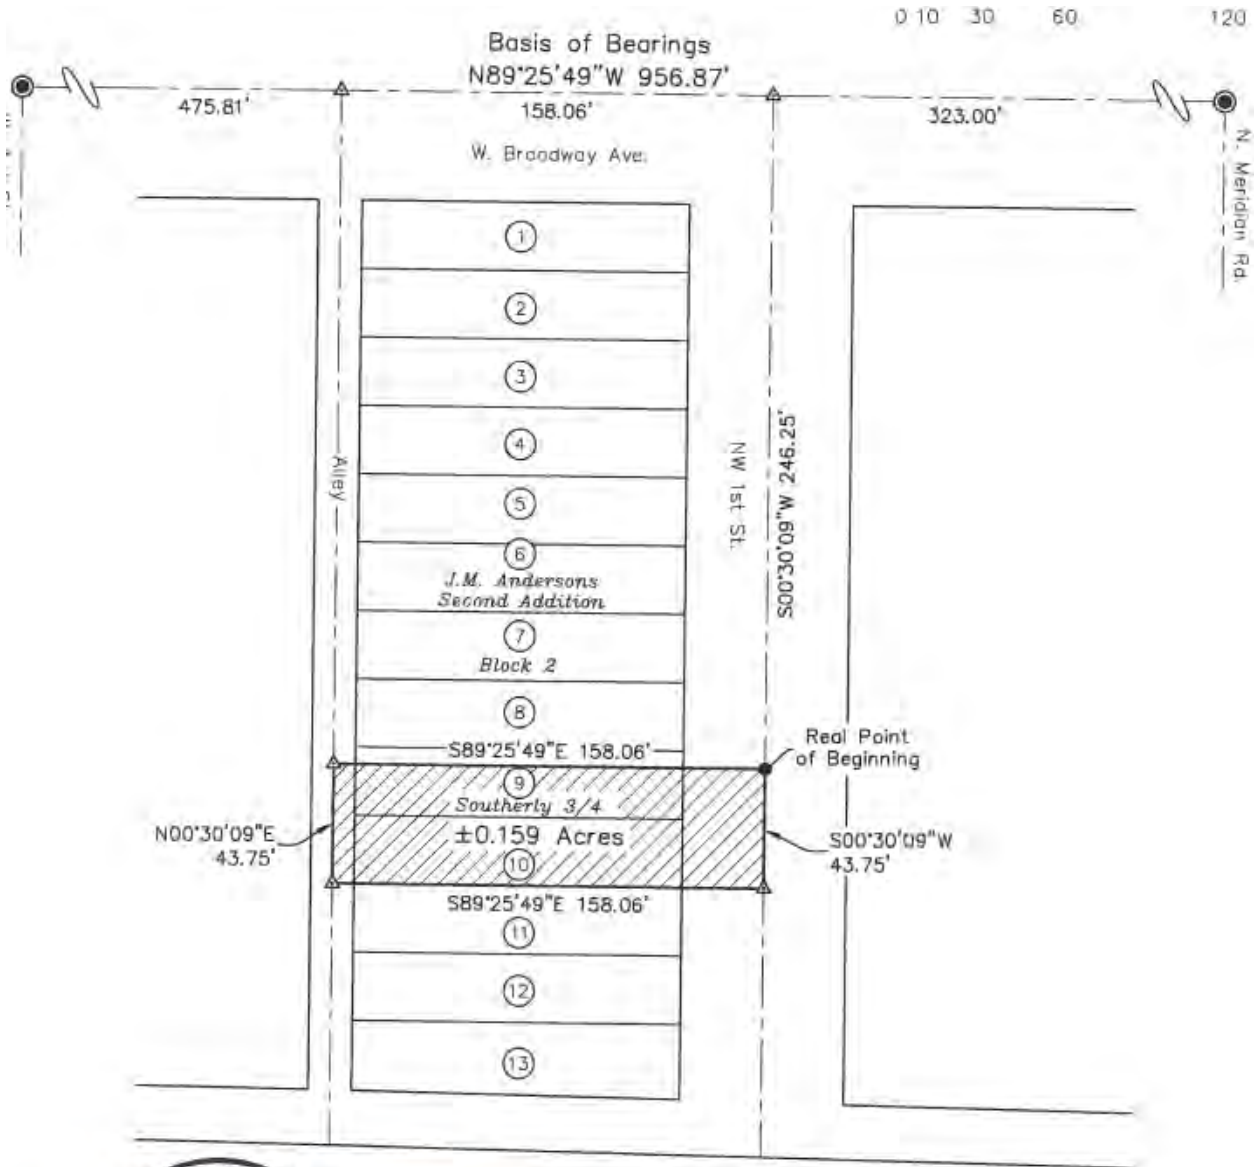 0 10 30 60 120
Basis of Bearings
N89°25'49"W 956.87'
475.81'
158.06'
323.00'
W. Broadway Ave.
N. Meridian Rd.
1
2
3
4
Alley
NW 1st St.
S00°30'09"W 246.25'
5
6
J.M. Andersons
Second Addition
7
Block 2
8
Real Point
of Beginning
S89°25'49"E 158.06'
9
Southerly 3/4
±0.159 Acres
N00°30'09"E
43.75'
S00°30'09"W
43.75'
10
S89°25'49"E 158.06'
11
12
13